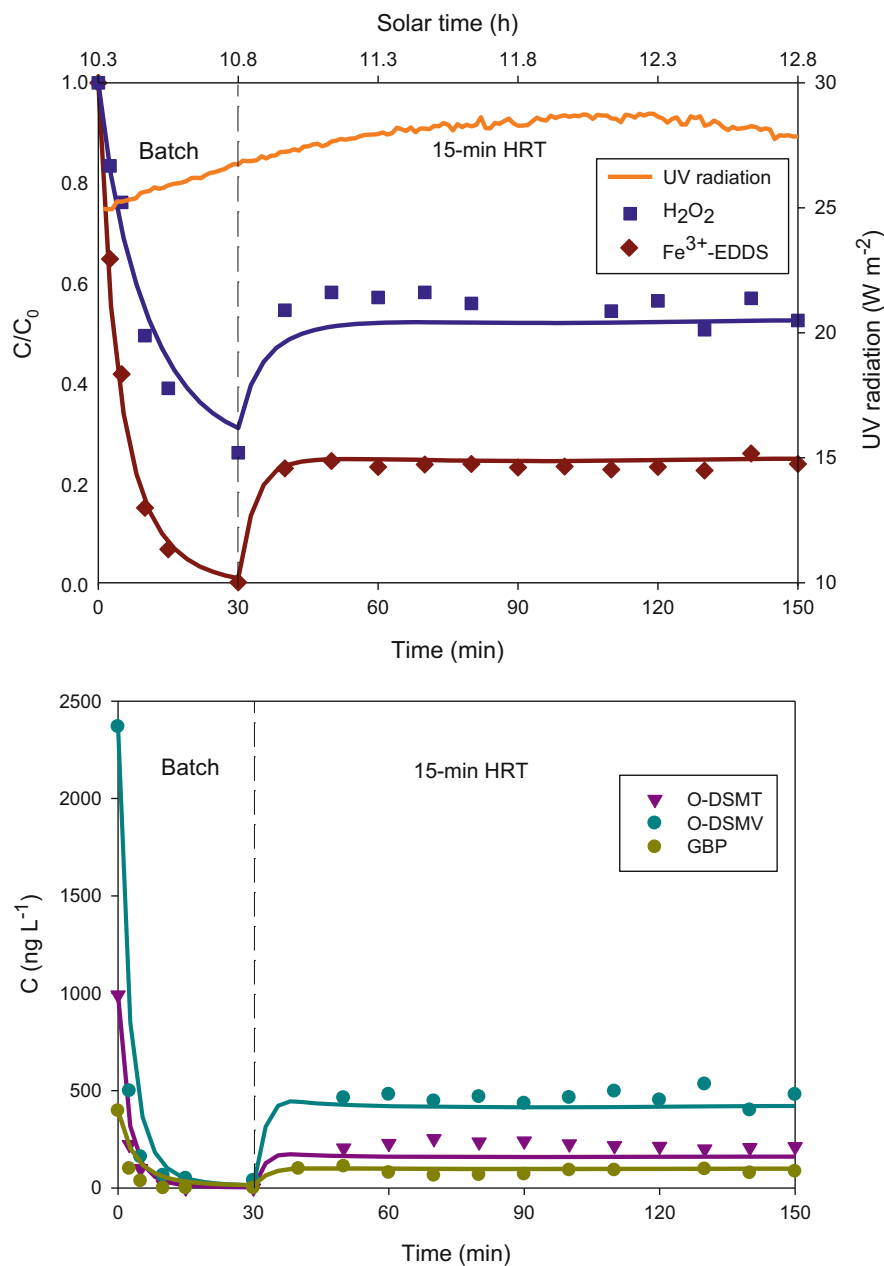 Solar time (h)
10.3 10.8 11.3 11.8 12.3 12.8
1.0 30
Batch 15-min HRT
UV radiation
H₂O₂
Fe³⁺-EDDS
0.8
25
0.6
20
0.4
15
0.2
0.0 10
C/C₀
UV radiation (W m⁻²)
0 30 60 90 120 150
Time (min)
2500
Batch 15-min HRT
O-DSMT
O-DSMV
GBP
2000
1500
1000
500
0
C (ng L⁻¹)
0 30 60 90 120 150
Time (min)